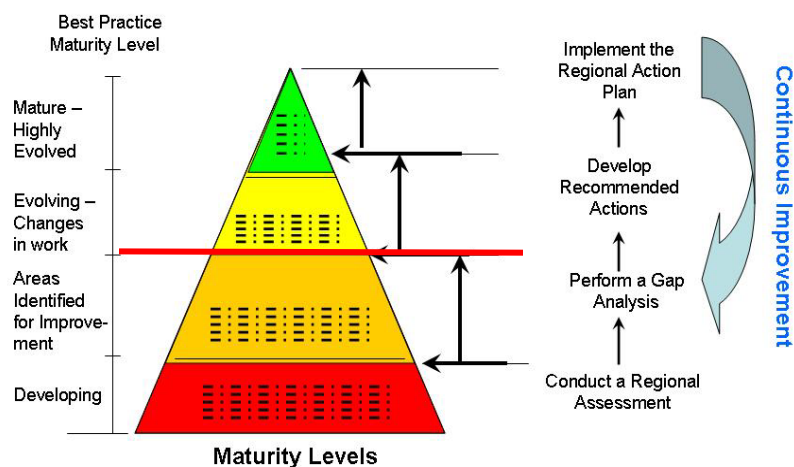 Best Practice
Maturity Level
Mature –
Highly
Evolved
Evolving –
Changes
in work
Areas
Identified
for Improve-
ment
Developing
Maturity Levels
Implement the
Regional Action
Plan
Develop
Recommended
Actions
Perform a Gap
Analysis
Conduct a Regional
Assessment
Continuous Improvement